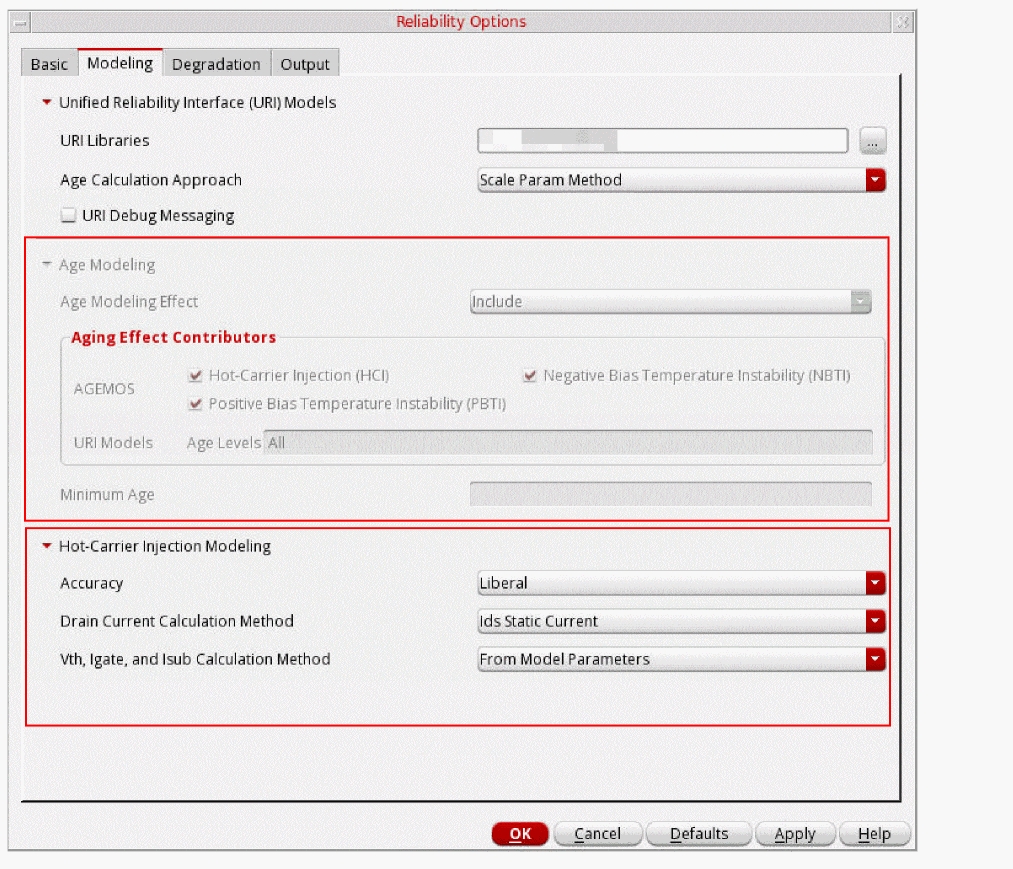 Reliability Options
Basic Modeling Degradation Output
Unified Reliability Interface (URI) Models
URI Libraries ...
Age Calculation Approach Scale Param Method
URI Debug Messaging
Age Modeling
Age Modeling Effect Include
Aging Effect Contributors
AGEMOS Hot-Carrier Injection (HCI) Negative Bias Temperature Instability (NBTI)
Positive Bias Temperature Instability (PBTI)
URI Models Age Levels All
Minimum Age
Hot-Carrier Injection Modeling
Accuracy Liberal
Drain Current Calculation Method Ids Static Current
Vth, Igate, and Isub Calculation Method From Model Parameters
OK Cancel Defaults Apply Help